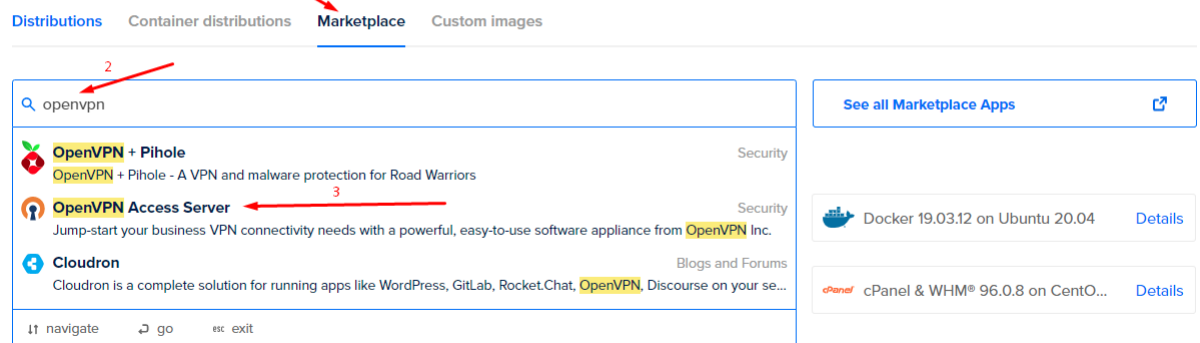 Distributions Container distributions Marketplace Custom images
2
openvpn
See all Marketplace Apps
OpenVPN + Pihole Security
OpenVPN + Pihole - A VPN and malware protection for Road Warriors
3
OpenVPN Access Server Security
Jump-start your business VPN connectivity needs with a powerful, easy-to-use software appliance from OpenVPN Inc.
Docker 19.03.12 on Ubuntu 20.04 Details
Cloudron Blogs and Forums
Cloudron is a complete solution for running apps like WordPress, GitLab, Rocket.Chat, OpenVPN, Discourse on your se...
cPanel cPanel & WHM® 96.0.8 on CentO... Details
navigate go esc exit